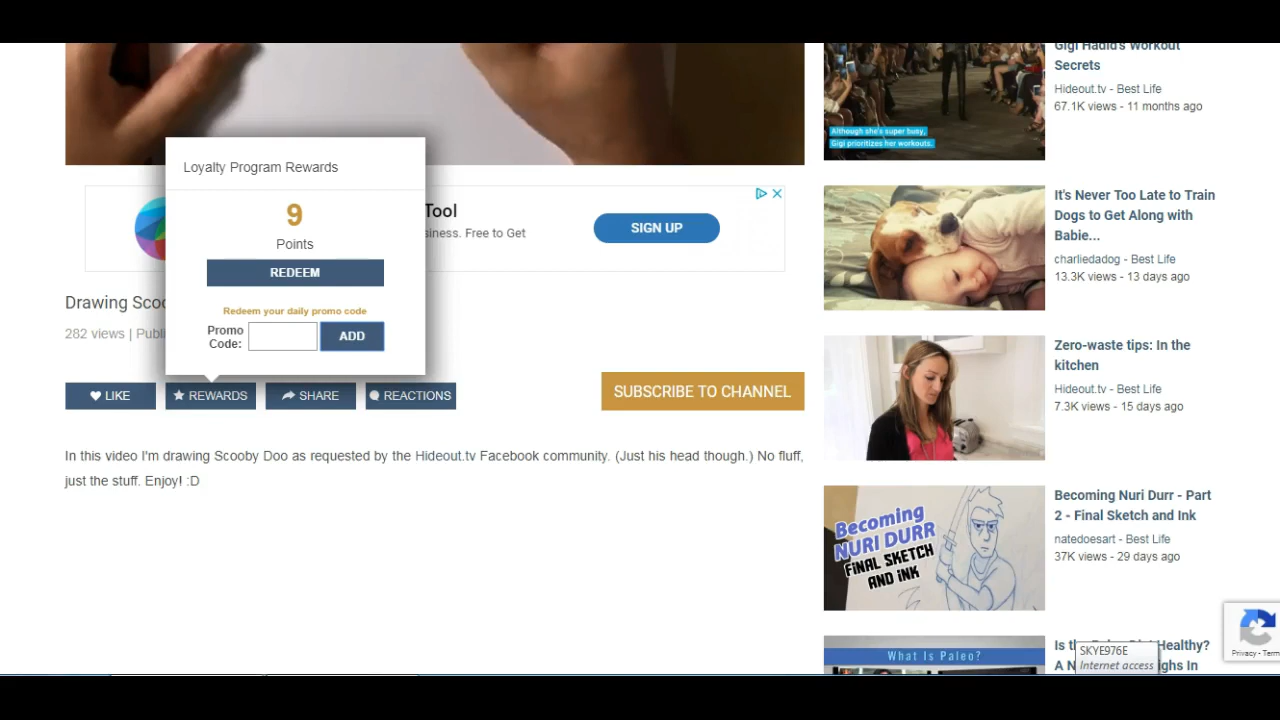 Loyalty Program Rewards
9
Points
REDEEM
Redeem your daily promo code
Promo
Code:
ADD
Tool
siness. Free to Get
SIGN UP
Drawing Scoo
282 views | Publi
LIKE
REWARDS
SHARE
REACTIONS
SUBSCRIBE TO CHANNEL
In this video I'm drawing Scooby Doo as requested by the Hideout.tv Facebook community. (Just his head though.) No fluff,
just the stuff. Enjoy! :D
Although she's super busy,
Gigi prioritizes her workouts.
Gigi Hadid's Workout
Secrets
Hideout.tv - Best Life
67.1K views - 11 months ago
It's Never Too Late to Train
Dogs to Get Along with
Babie...
charliedadog - Best Life
13.3K views - 13 days ago
Zero-waste tips: In the
kitchen
Hideout.tv - Best Life
7.3K views - 15 days ago
Becoming
NURI DURR
FiNAL SKETCH
AND iNK
Becoming Nuri Durr - Part
2 - Final Sketch and Ink
natedoesart - Best Life
37K views - 29 days ago
What Is Paleo?
Is the Healthy?
A N ighs In
SKYE976E
Internet access
Privacy - Term